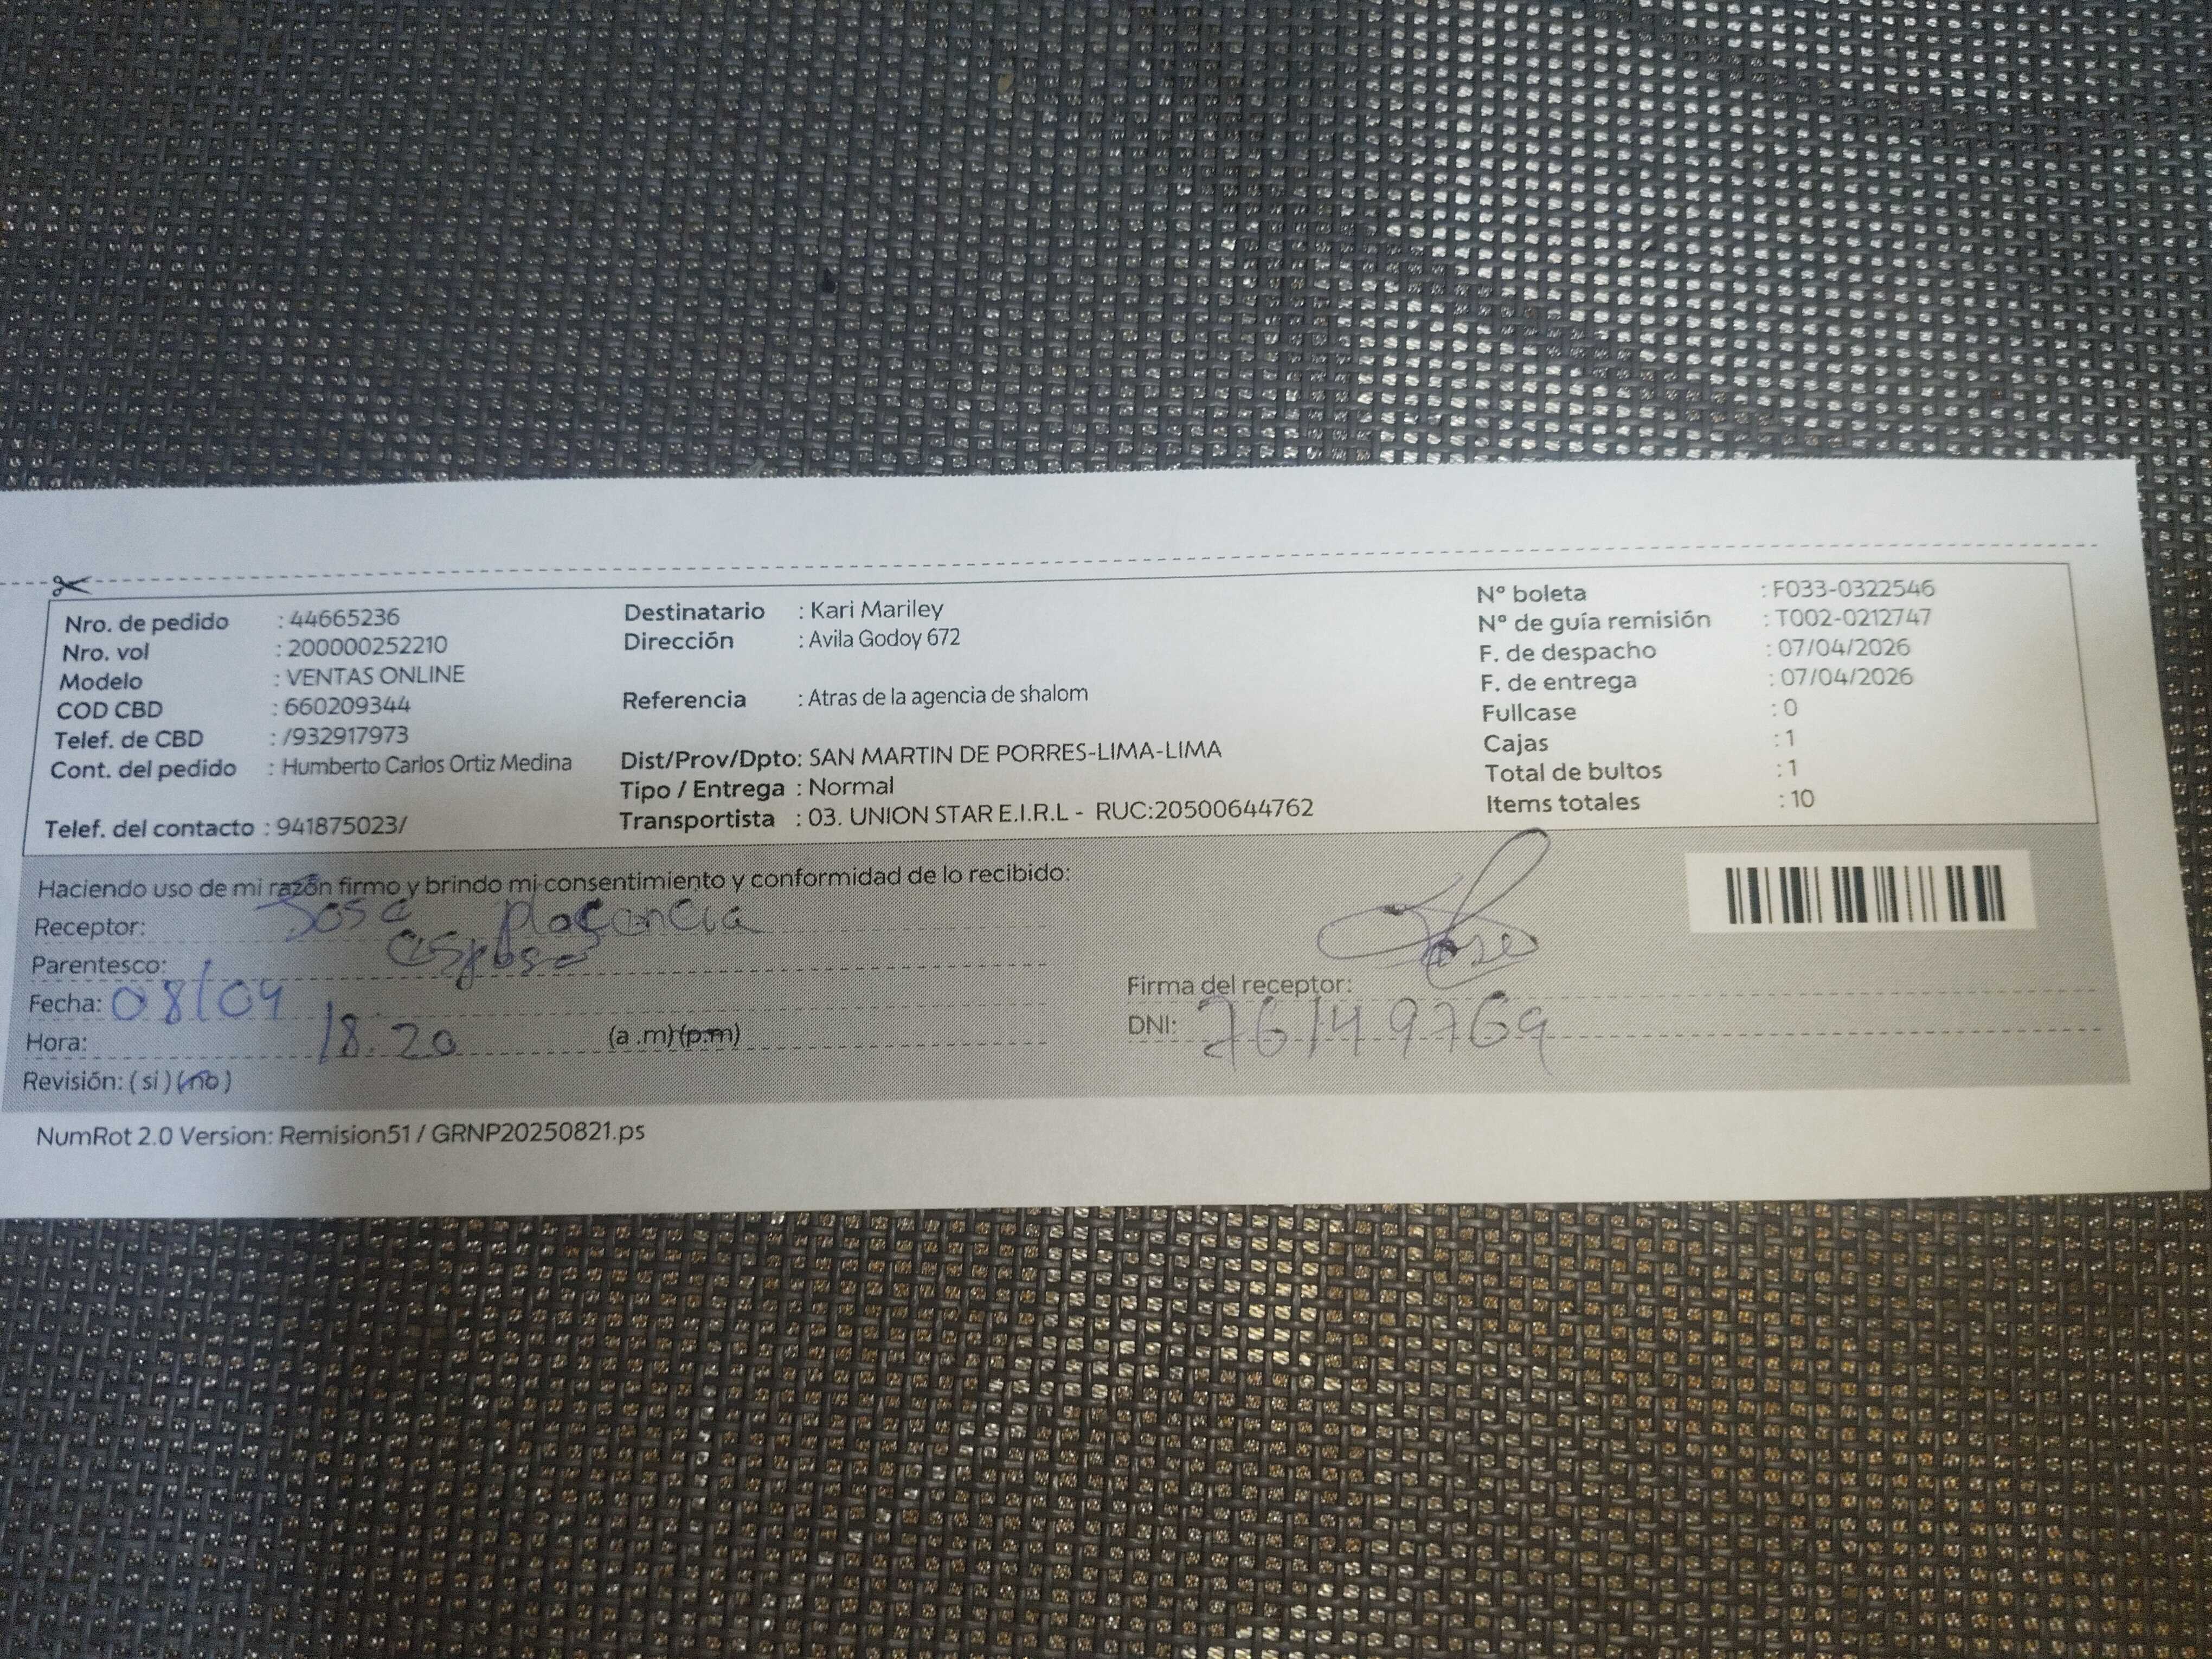 Nro. de pedido : 44665236
Nro. vol : 200000252210
Modelo : VENTAS ONLINE
COD CBD : 660209344
Telef. de CBD : /932917973
Cont. del pedido : Humberto Carlos Ortiz Medina
Telef. del contacto : 941875023/
Destinatario : Kari Mariley
Dirección : Avila Godoy 672
Referencia : Atras de la agencia de shalom
Dist/Prov/Dpto: SAN MARTIN DE PORRES-LIMA-LIMA
Tipo / Entrega : Normal
Transportista : 03. UNION STAR E.I.R.L - RUC:20500644762
N° boleta : F033-0322546
N° de guía remisión : T002-0212747
F. de despacho : 07/04/2026
F. de entrega : 07/04/2026
Fullcase : 0
Cajas : 1
Total de bultos : 1
Items totales : 10
Haciendo uso de mi razón firmo y brindo mi consentimiento y conformidad de lo recibido:
Receptor: Jose placencia
Parentesco: esposo
Fecha: 08/04
Hora: 18.20 (a .m) (p.m)
Revisión: (si) (no)
Jose
Firma del receptor:
DNI: 76149769
NumRot 2.0 Version: Remision51 / GRNP20250821.ps